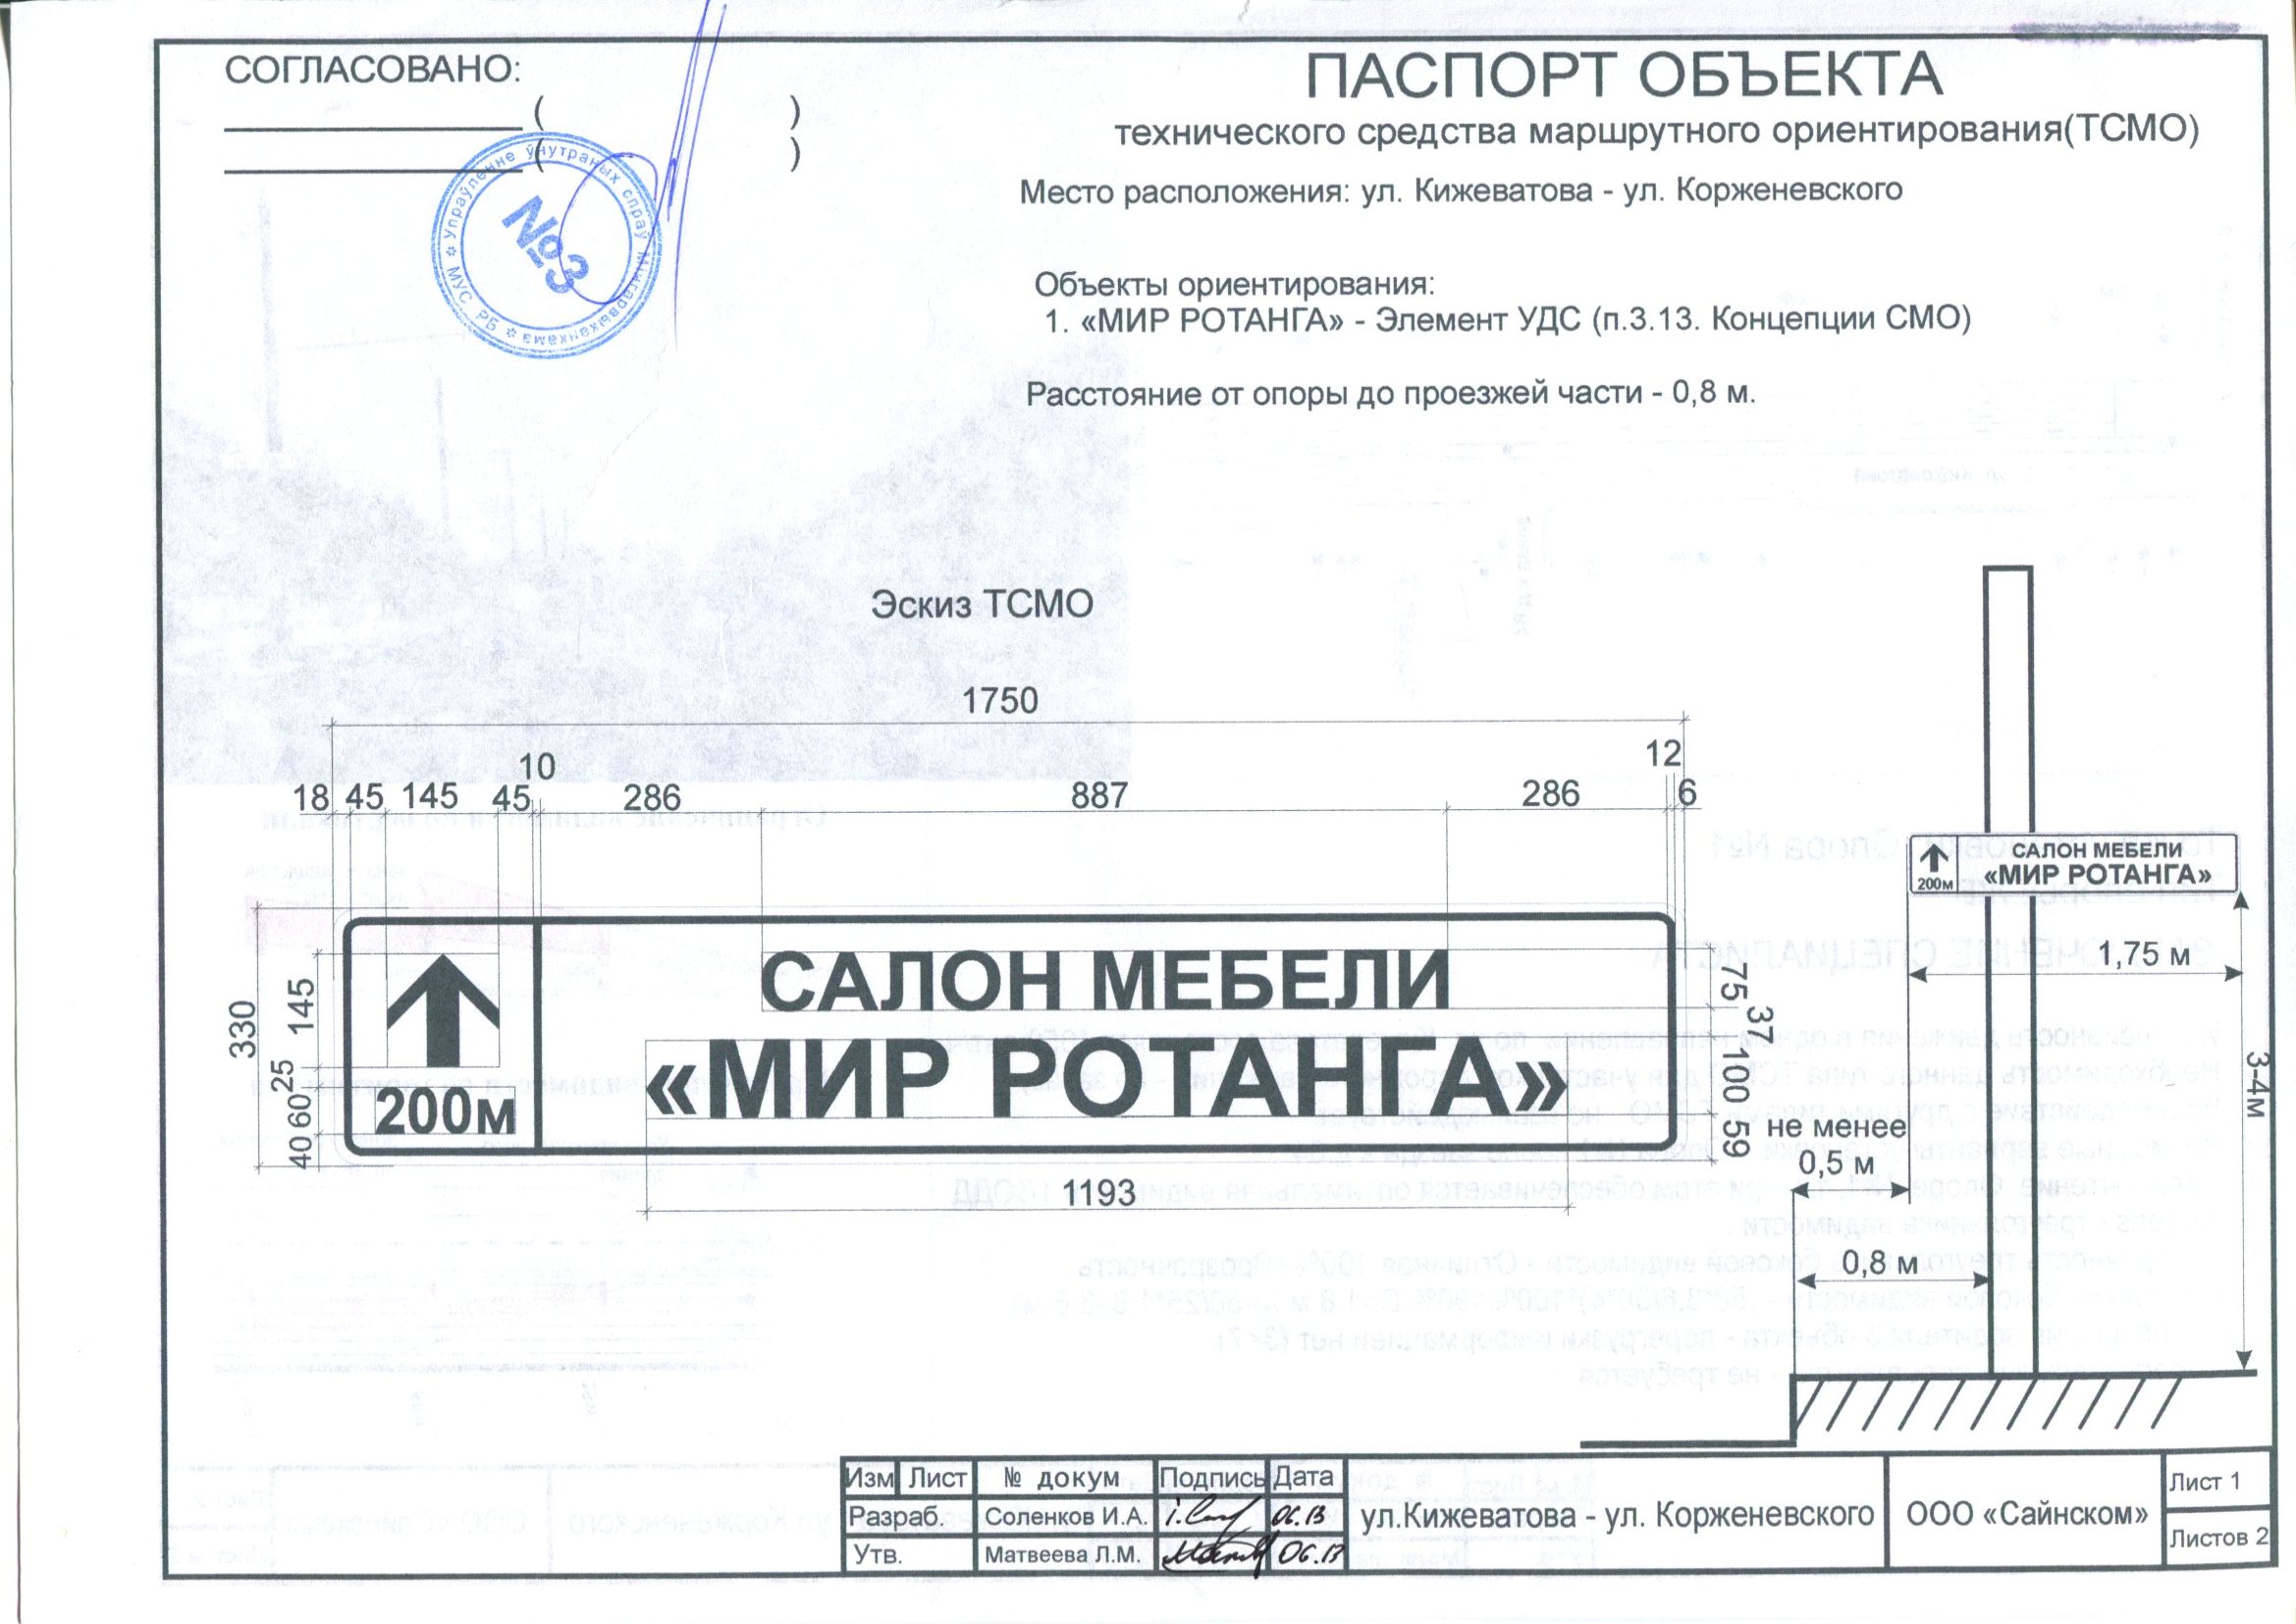 СОГЛАСОВАНО:
( )
( )
Упраўленне ўнутраных спраў Мінгарвыканкама
МУС РБ
№3
ПАСПОРТ ОБЪЕКТА
технического средства маршрутного ориентирования(ТСМО)
Место расположения: ул. Кижеватова - ул. Корженевского
Объекты ориентирования:
1. «МИР РОТАНГА» - Элемент УДС (п.3.13. Концепции СМО)
Расстояние от опоры до проезжей части - 0,8 м.
Эскиз ТСМО
1750
10
12
18 45 145 45 286 887 286 6
330
145
25
60
40
200м
САЛОН МЕБЕЛИ
«МИР РОТАНГА»
75
37
100
59
1193
200м
САЛОН МЕБЕЛИ
«МИР РОТАНГА»
1,75 м
3-4м
не менее
0,5 м
0,8 м
Изм Лист № докум Подпись Дата
Разраб. Соленков И.А. 06.13
Утв. Матвеева Л.М. 06.13
ул.Кижеватова - ул. Корженевского
ООО «Сайнском»
Лист 1
Листов 2